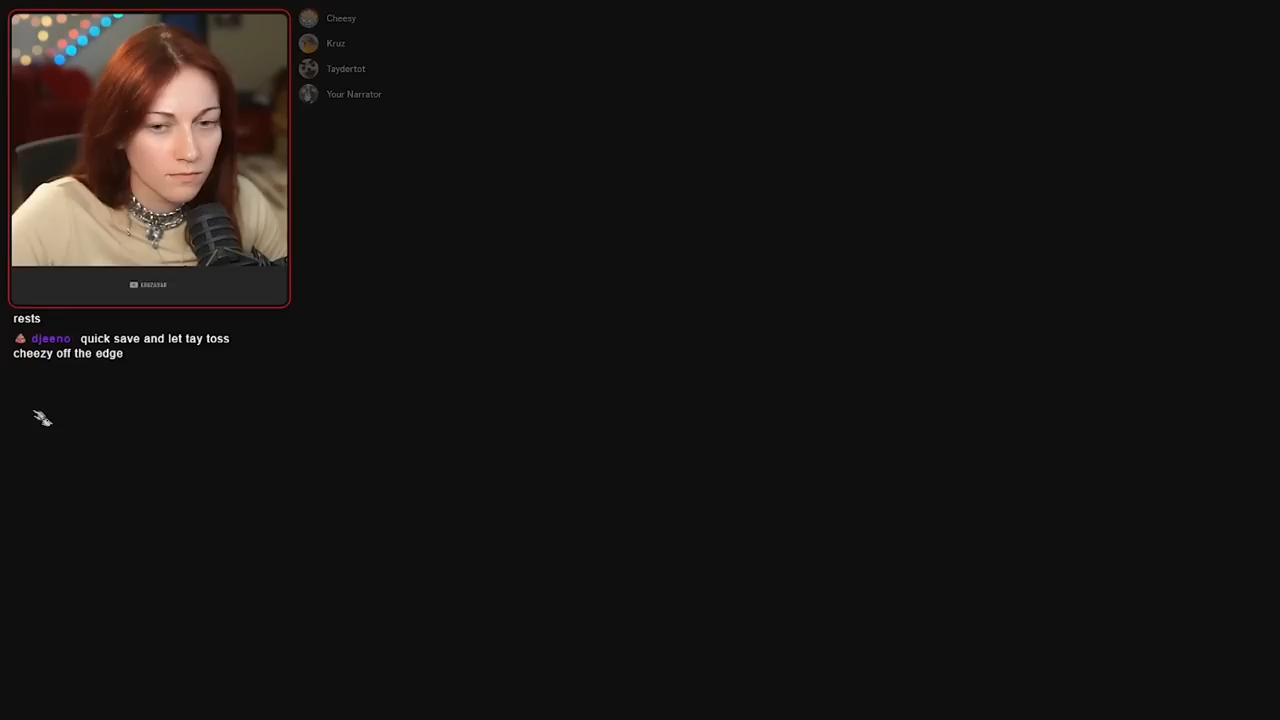 Cheesy
Kruz
Taydertot
Your Narrator
rests
djeeno quick save and let tay toss
cheezy off the edge